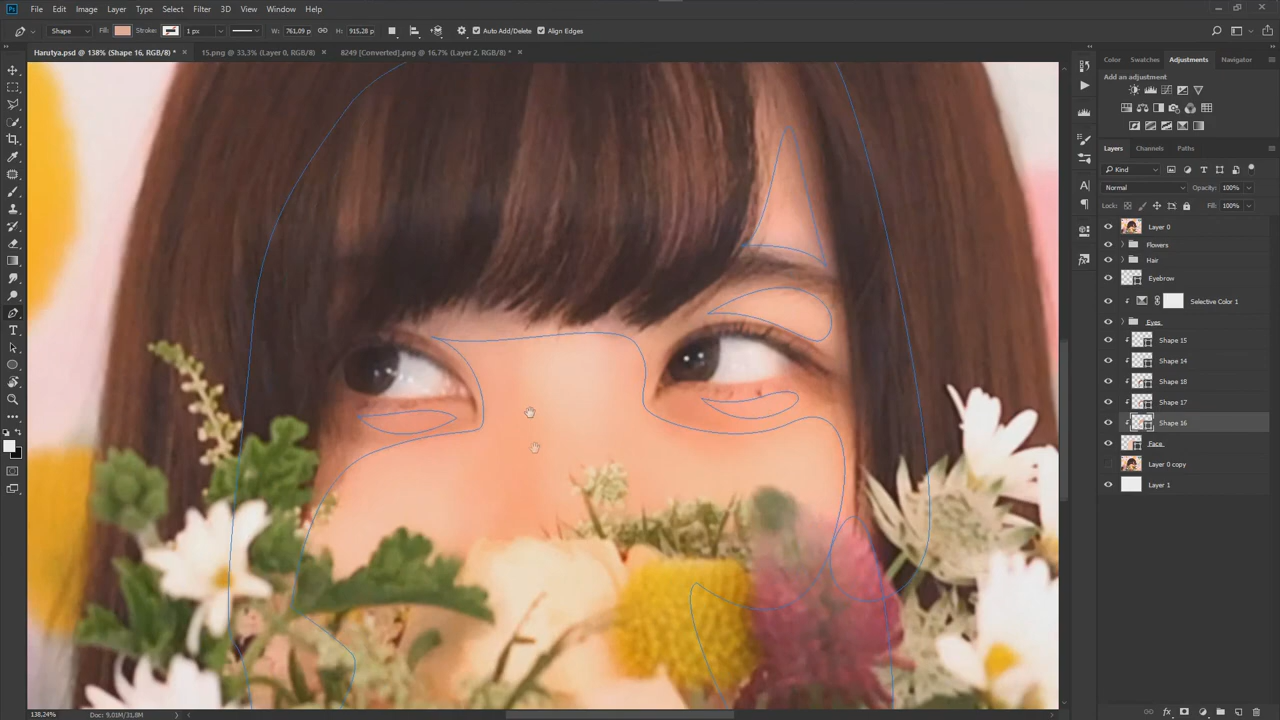 Ps File Edit Image Layer Type Select Filter 3D View Window Help
Shape Fill: Stroke: 1 px W: 761,09 p H: 915,28 p Auto Add/Delete Align Edges
Harutya.psd @ 138% (Shape 16, RGB/8) * × 15.png @ 33,3% (Layer 0, RGB/8) × 8249 [Converted].png @ 16,7% (Layer 2, RGB/8) * ×
Color Swatches Adjustments Navigator
Add an adjustment
Layers Channels Paths
Kind
Normal Opacity: 100%
Lock: Fill: 100%
Layer 0
Flowers
Hair
Eyebrow
Selective Color 1
Eyes
Shape 15
Shape 14
Shape 18
Shape 17
Shape 16
Face
Layer 0 copy
Layer 1
138,24% Doc: 9,01M/31,8M